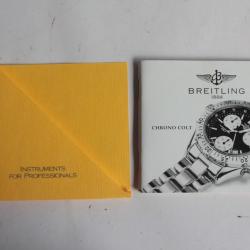 INSTRUMENTS
FOR PROFESSIONALS
BREITLING
1884
CHRONO COLT